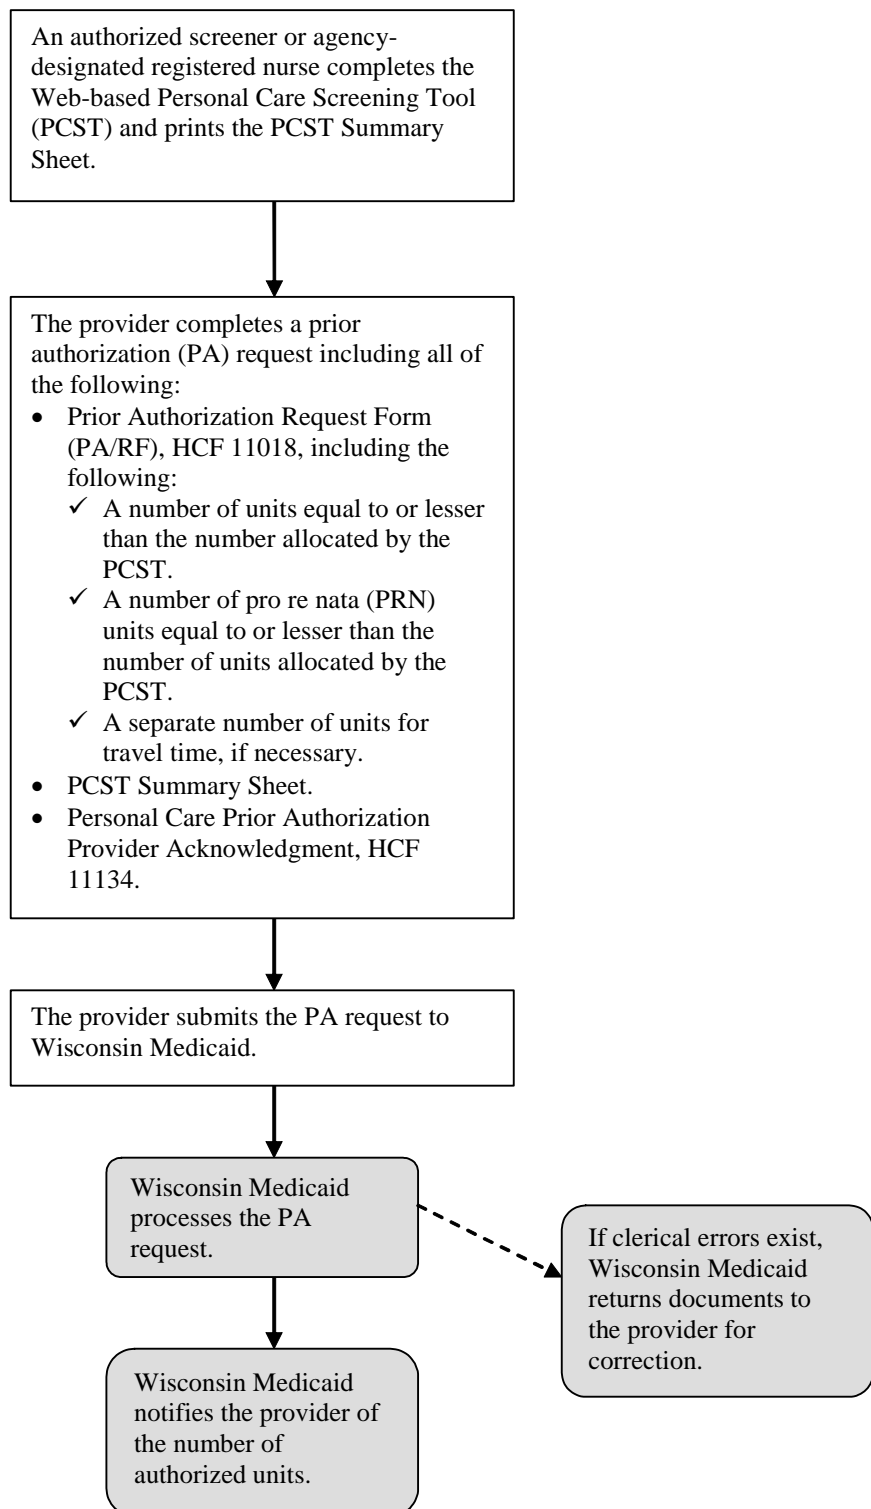 An authorized screener or agency-
designated registered nurse completes the
Web-based Personal Care Screening Tool
(PCST) and prints the PCST Summary
Sheet.
The provider completes a prior
authorization (PA) request including all of
the following:
• Prior Authorization Request Form
(PA/RF), HCF 11018, including the
following:
✓ A number of units equal to or lesser
than the number allocated by the
PCST.
✓ A number of pro re nata (PRN)
units equal to or lesser than the
number of units allocated by the
PCST.
✓ A separate number of units for
travel time, if necessary.
• PCST Summary Sheet.
• Personal Care Prior Authorization
Provider Acknowledgment, HCF
11134.
The provider submits the PA request to
Wisconsin Medicaid.
Wisconsin Medicaid
processes the PA
request.
If clerical errors exist,
Wisconsin Medicaid
returns documents to
the provider for
correction.
Wisconsin Medicaid
notifies the provider of
the number of
authorized units.